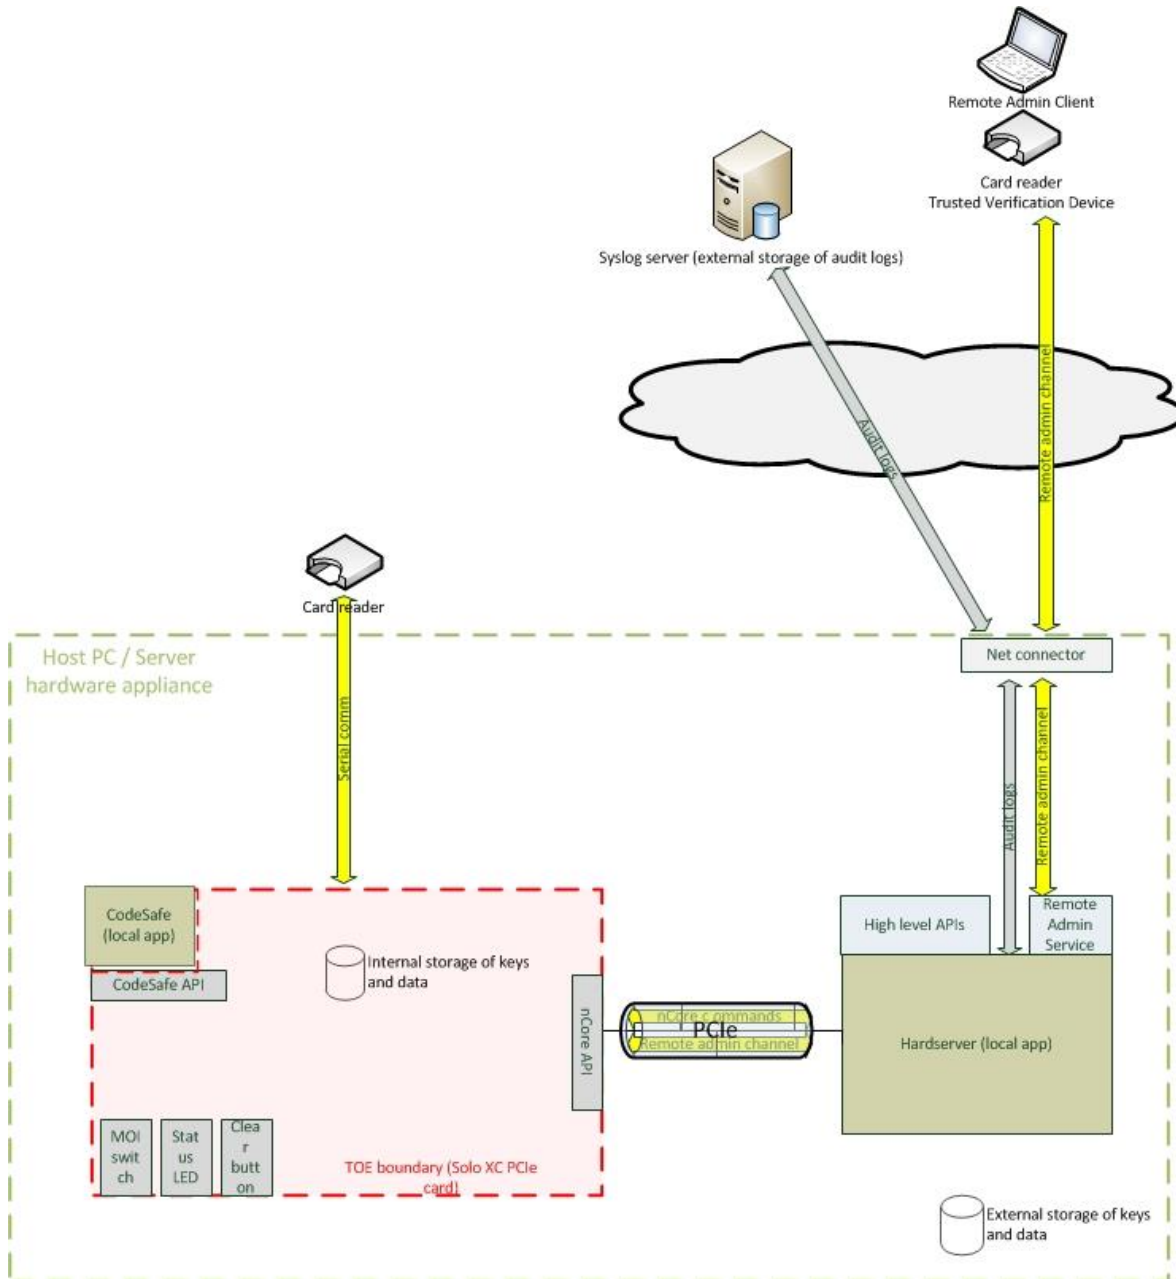 Remote Admin Client
Card reader
Trusted Verification Device
Syslog server (external storage of audit logs)
Audit logs
Remote admin channel
Card reader
Host PC / Server
hardware appliance
Net connector
Serial comm
Audit logs
Remote admin channel
CodeSafe
(local app)
CodeSafe API
Internal storage of keys
and data
nCore API
nCore c ommands
PCIe
Remote admin channel
High level APIs
Remote
Admin
Service
Hardserver (local app)
MOI
swit
ch
Stat
us
LED
Clea
r
butt
on
TOE boundary (Solo XC PCIe
card)
External storage of keys
and data